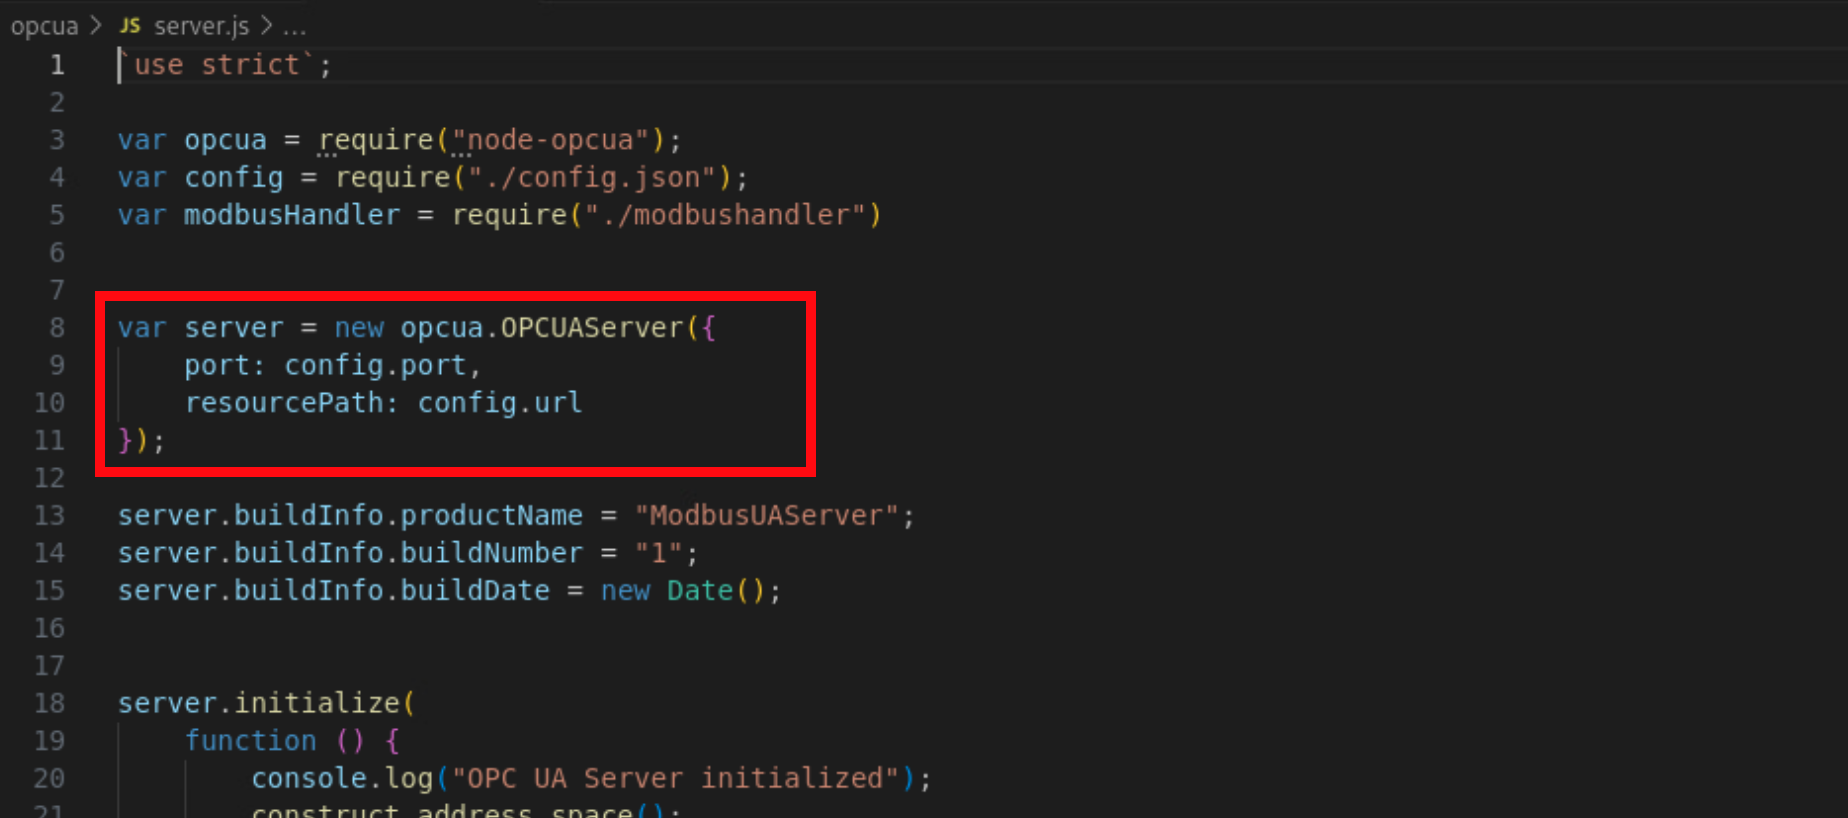 opcua > JS server.js > ...
1 `use strict`;
2
3 var opcua = require("node-opcua");
4 var config = require("./config.json");
5 var modbusHandler = require("./modbushandler")
6
7
8 var server = new opcua.OPCUAServer({
9     port: config.port,
10     resourcePath: config.url
11 });
12
13 server.buildInfo.productName = "ModbusUAServer";
14 server.buildInfo.buildNumber = "1";
15 server.buildInfo.buildDate = new Date();
16
17
18 server.initialize(
19     function () {
20         console.log("OPC UA Server initialized");
21         construct_address_space();